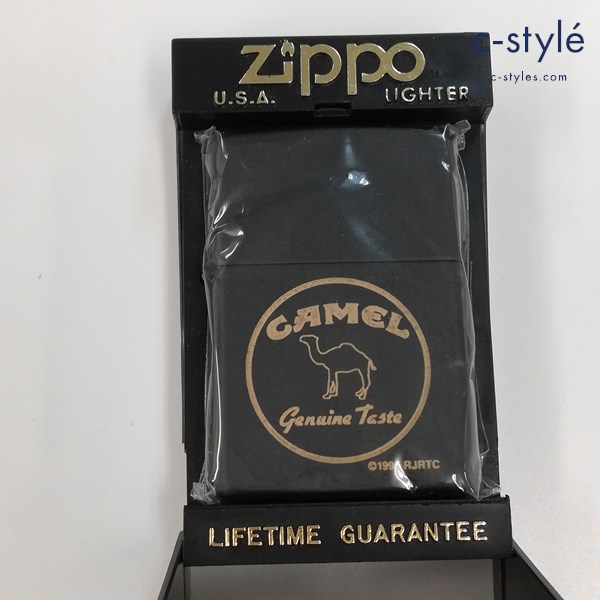 zippo
U.S.A. LIGHTER
c-stylé
c-styles.com
CAMEL
Genuine Taste
RJRTC
LIFETIME GUARANTEE